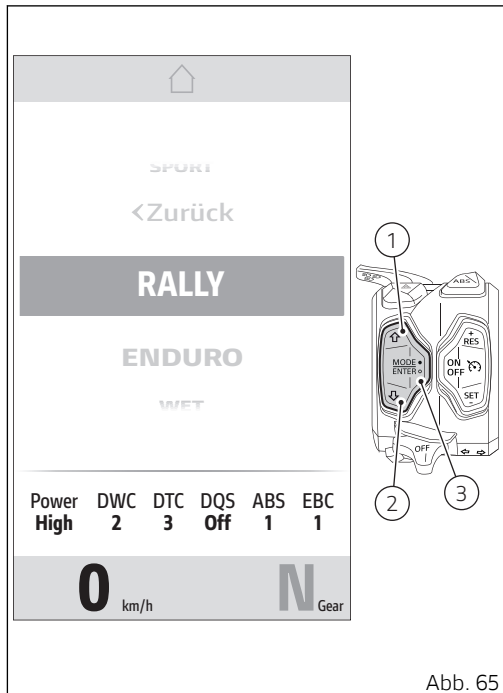 SPORT
<Zurück
RALLY
ENDURO
WET
Power DWC DTC DQS ABS EBC
High 2 3 Off 1 1
0 km/h N Gear
1
ABS
+
RES
MODE
ENTER
ON
OFF
SET
-
OFF
2
3
Abb. 65